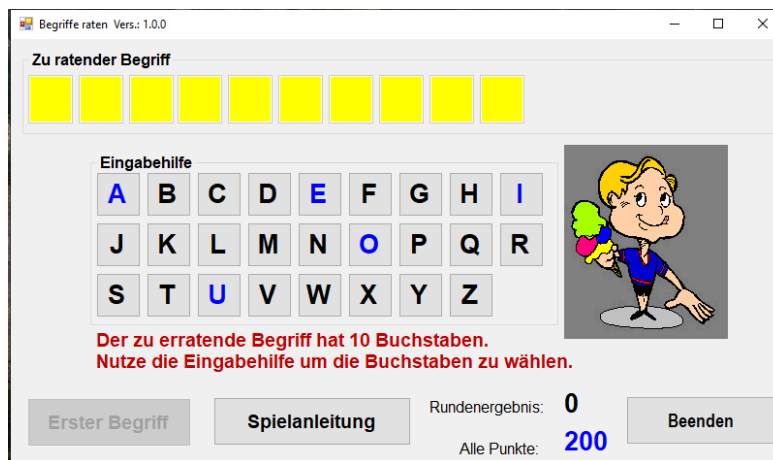 Begriffe raten Vers.: 1.0.0
Zu ratender Begriff
Eingabehilfe
A B C D E F G H I
J K L M N O P Q R
S T U V W X Y Z
Der zu erratende Begriff hat 10 Buchstaben.
Nutze die Eingabehilfe um die Buchstaben zu wählen.
Erster Begriff
Spielanleitung
Rundenergebnis: 0
Alle Punkte: 200
Beenden